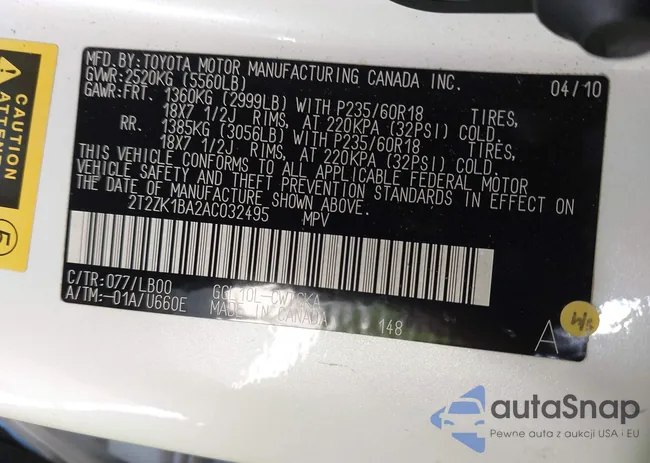 CAUTION
MFD. BY: TOYOTA MOTOR MANUFACTURING CANADA INC. 04/10
GVWR: 2520KG (5560LB)
GAWR: FRT. 1360KG (2999LB) WITH P235/60R18 TIRES,
18X7 1/2J RIMS, AT 220KPA (32PSI) COLD.
RR. 1385KG (3056LB) WITH P235/60R18 TIRES,
18X7 1/2J RIMS, AT 220KPA (32PSI) COLD.
THIS VEHICLE CONFORMS TO ALL APPLICABLE FEDERAL MOTOR
VEHICLE SAFETY AND THEFT PREVENTION STANDARDS IN EFFECT ON
THE DATE OF MANUFACTURE SHOWN ABOVE.
2T2ZK1BA2AC032495 MPV
C/TR: 077/LB00
A/TM: -01A/U660E
MADE IN CANADA 148 A
autaSnap
Pewne auta z aukcji USA i EU